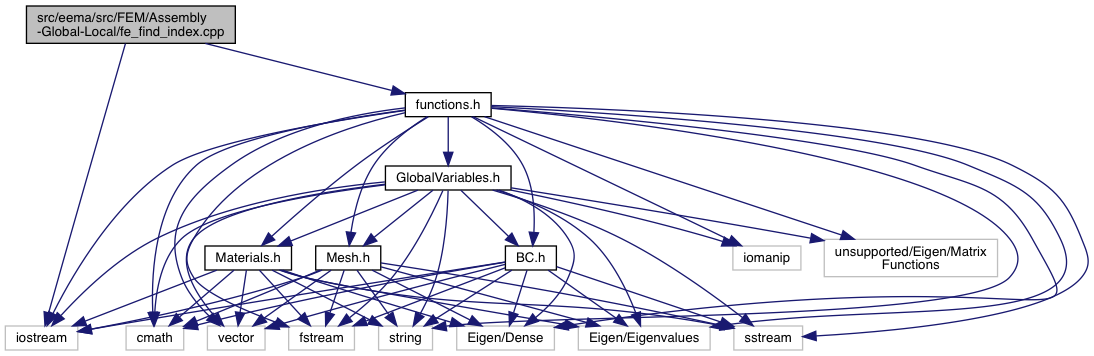 src/eema/src/FEM/Assembly
-Global-Local/fe_find_index.cpp
functions.h
GlobalVariables.h
Materials.h
Mesh.h
BC.h
iomanip
unsupported/Eigen/Matrix
Functions
iostream
cmath
vector
fstream
string
Eigen/Dense
Eigen/Eigenvalues
sstream